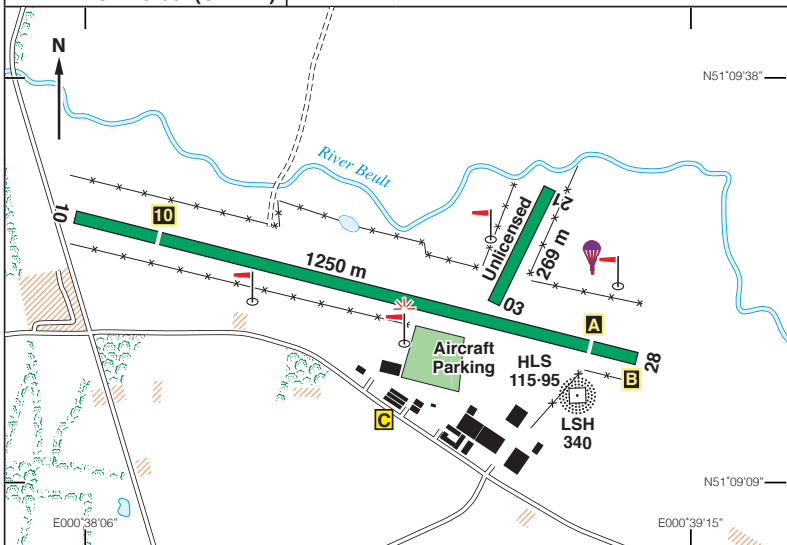 N
N51°09'38"
River Beult
10
10
21
Unlicensed
269 m
1250 m
03
A
Aircraft
Parking
HLS
115·95
28
B
C
LSH
340
N51°09'09"
E000°38'06"
E000°39'15"